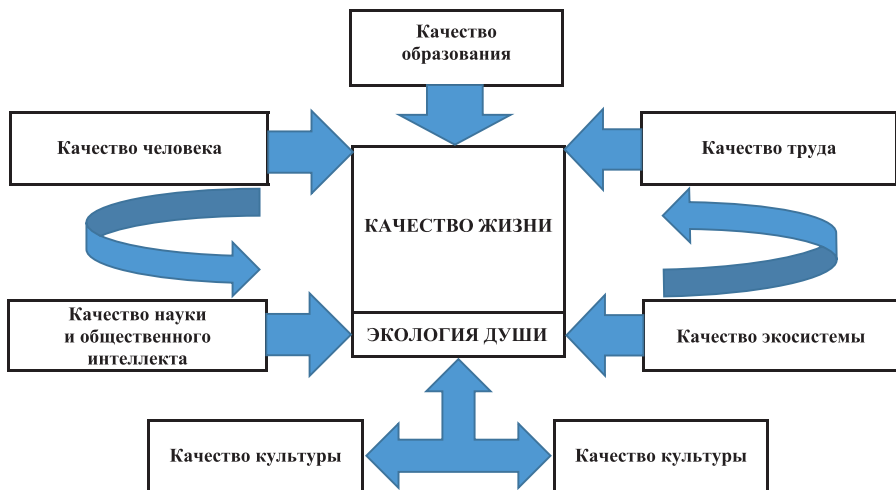 Качество
образования
Качество человека
Качество труда
КАЧЕСТВО ЖИЗНИ
Качество науки
и общественного
интеллекта
ЭКОЛОГИЯ ДУШИ
Качество экосистемы
Качество культуры
Качество культуры